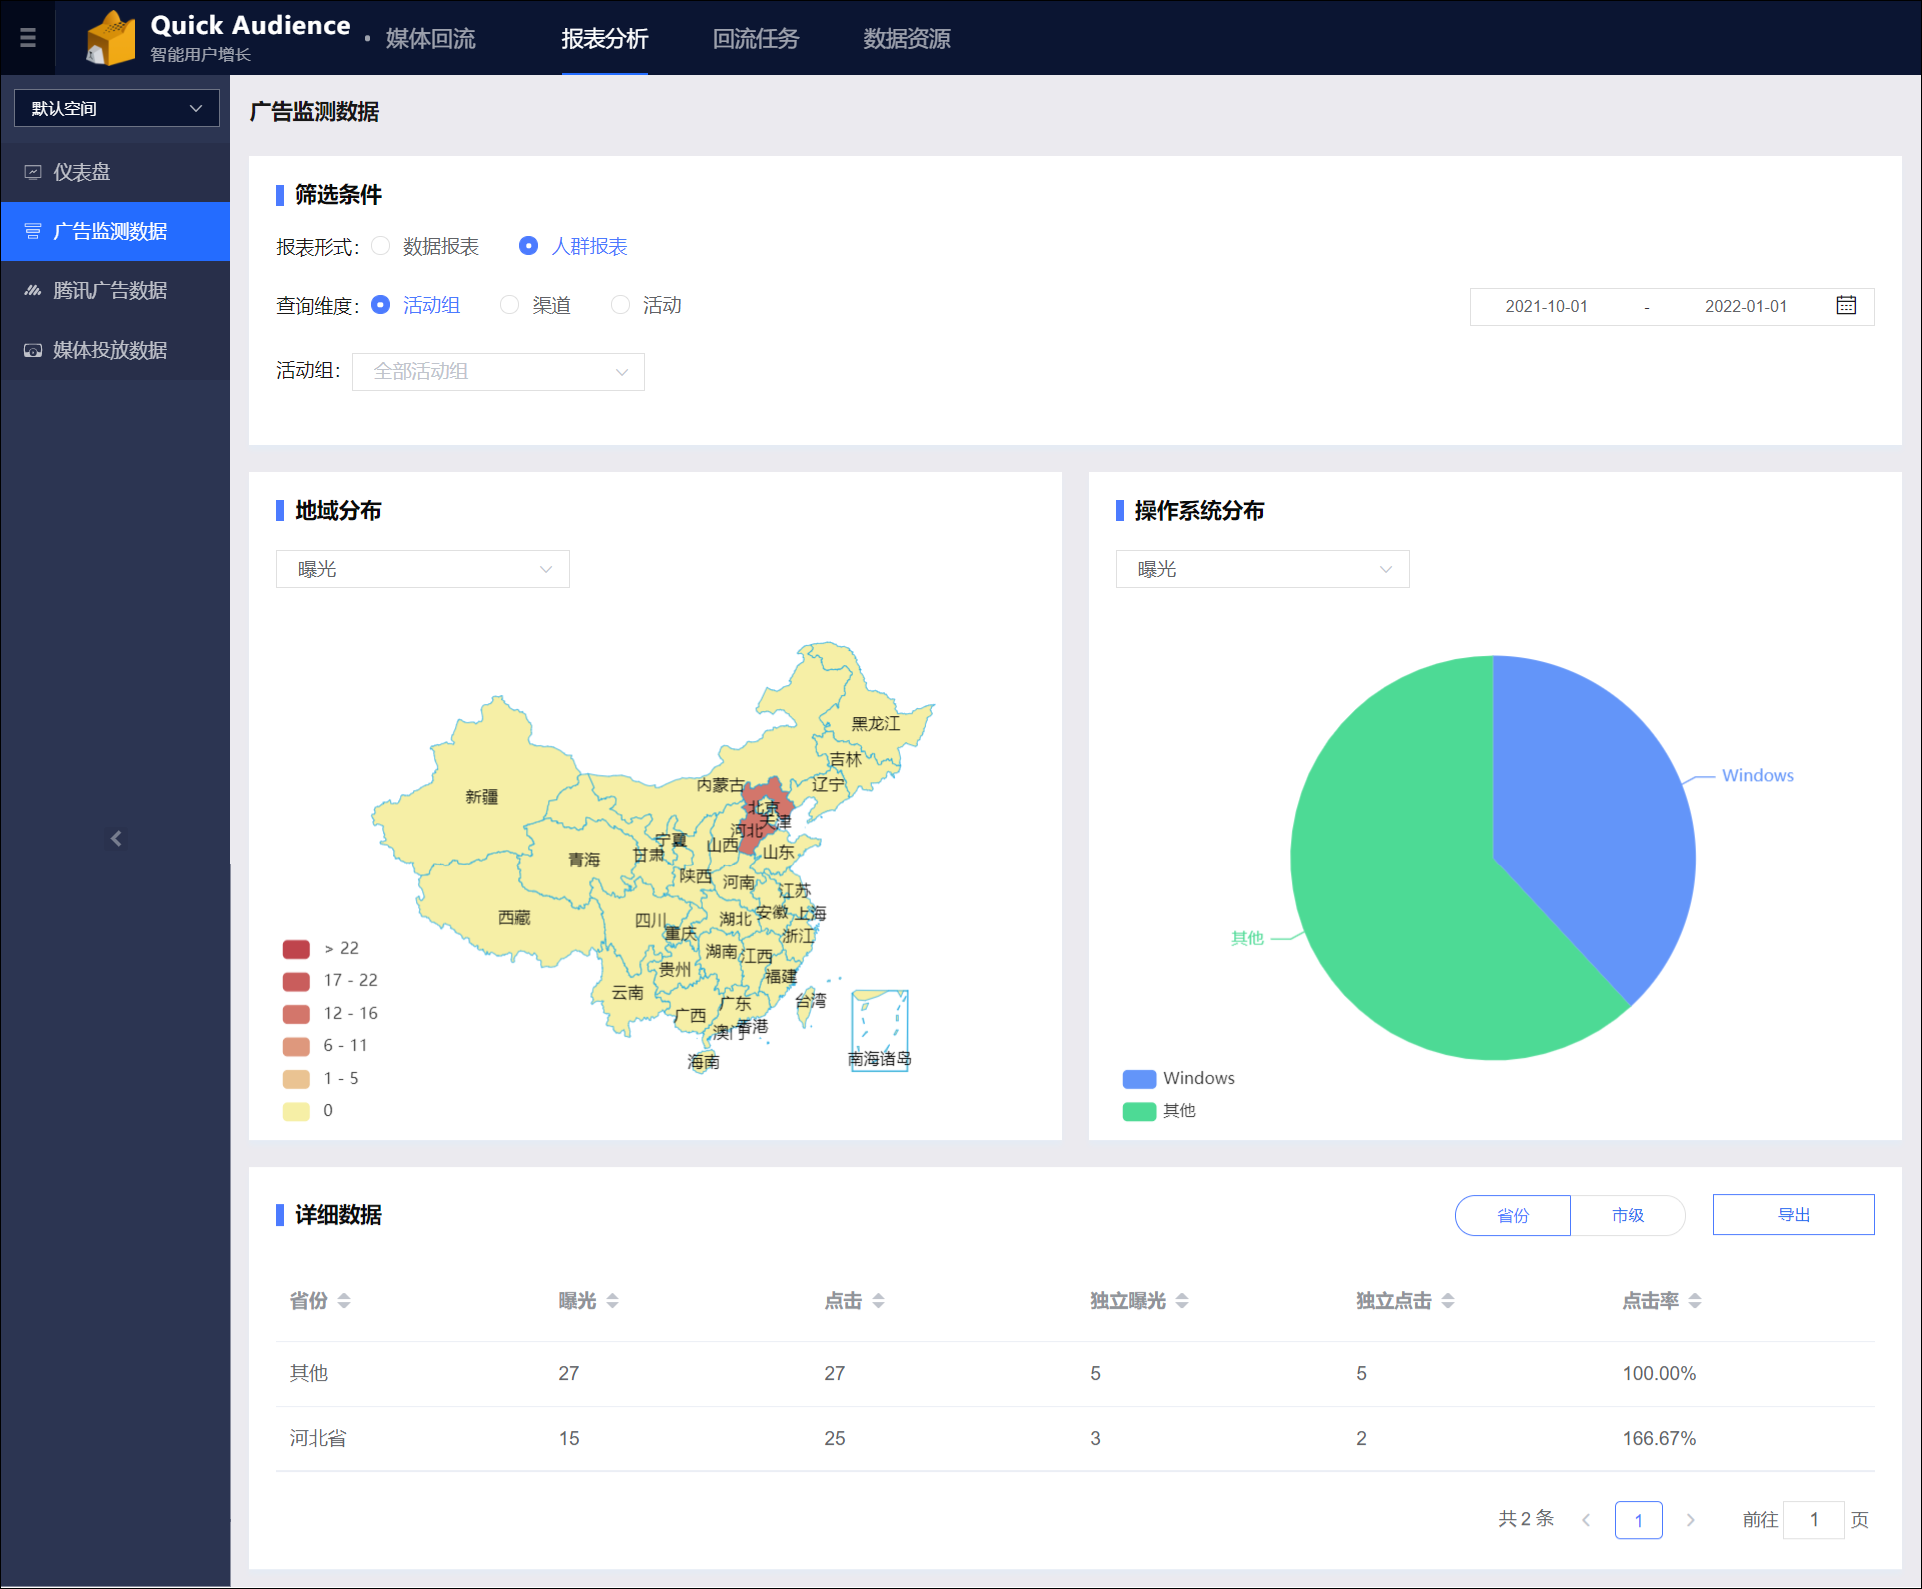 Quick Audience
智能用户增长
· 媒体回流
报表分析
回流任务
数据资源
默认空间
仪表盘
广告监测数据
腾讯广告数据
媒体投放数据
广告监测数据
筛选条件
报表形式: 数据报表 人群报表
查询维度: 活动组 渠道 活动
2021-10-01 - 2022-01-01
活动组: 全部活动组
地域分布
曝光
黑龙江
吉林
辽宁
内蒙古
新疆
北京
天津
河北
宁夏
山西
甘肃
山东
青海
陕西
河南
江苏
西藏
四川
湖北
安徽
上海
重庆
浙江
湖南
江西
贵州
福建
云南
台湾
广东
广西
香港
澳门
海南
南海诸岛
> 22
17 - 22
12 - 16
6 - 11
1 - 5
0
操作系统分布
曝光
Windows
其他
Windows
其他
详细数据
省份 市级 导出
省份 曝光 点击 独立曝光 独立点击 点击率
其他 27 27 5 5 100.00%
河北省 15 25 3 2 166.67%
共 2 条 1 前往 1 页